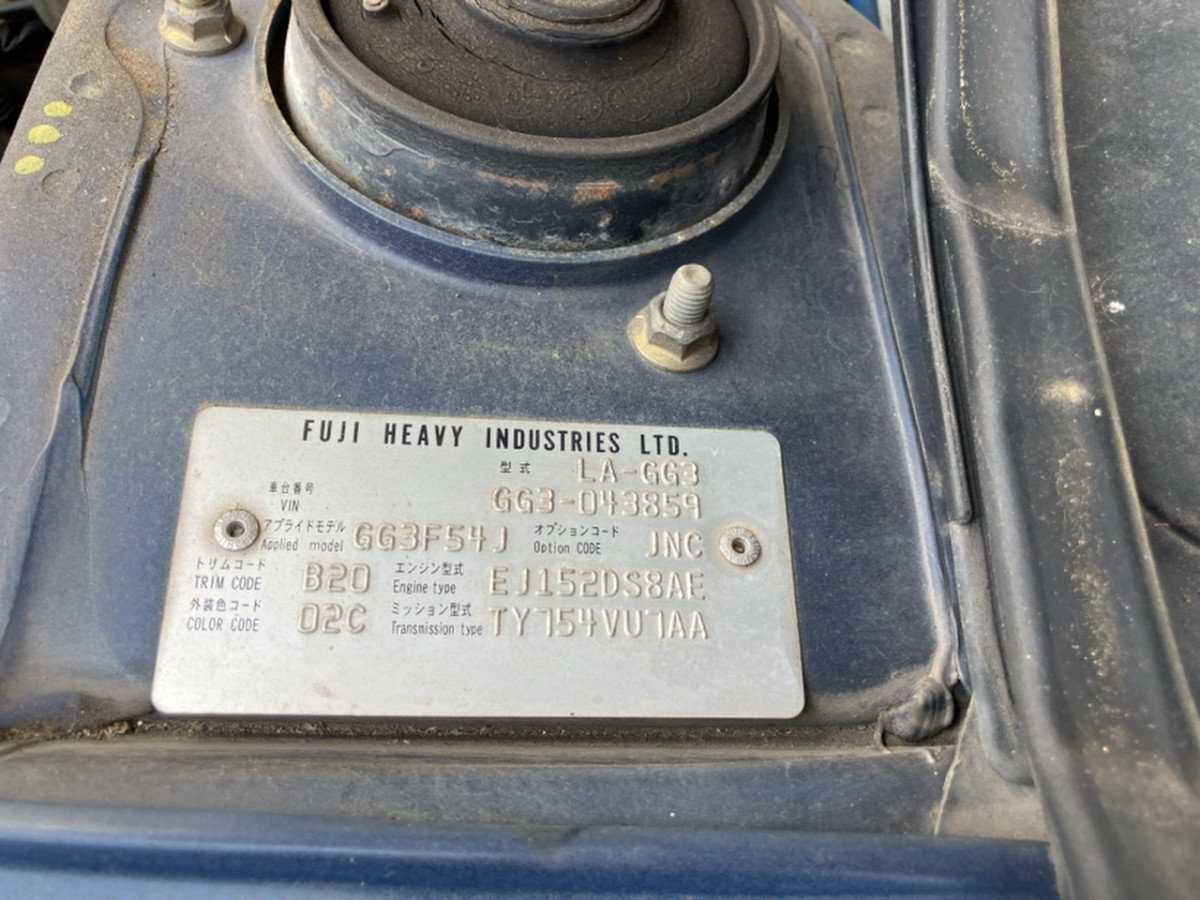 FUJI HEAVY INDUSTRIES LTD.
型式 LA-GG3
車台番号
VIN GG3-043859
アプライドモデル オプションコード
Applied model GG3F54J Option CODE JNC
トリムコード エンジン型式
TRIM CODE B20 Engine type EJ152DS8AE
外装色コード ミッション型式
COLOR CODE 02C Transmission type TY754VU1AA